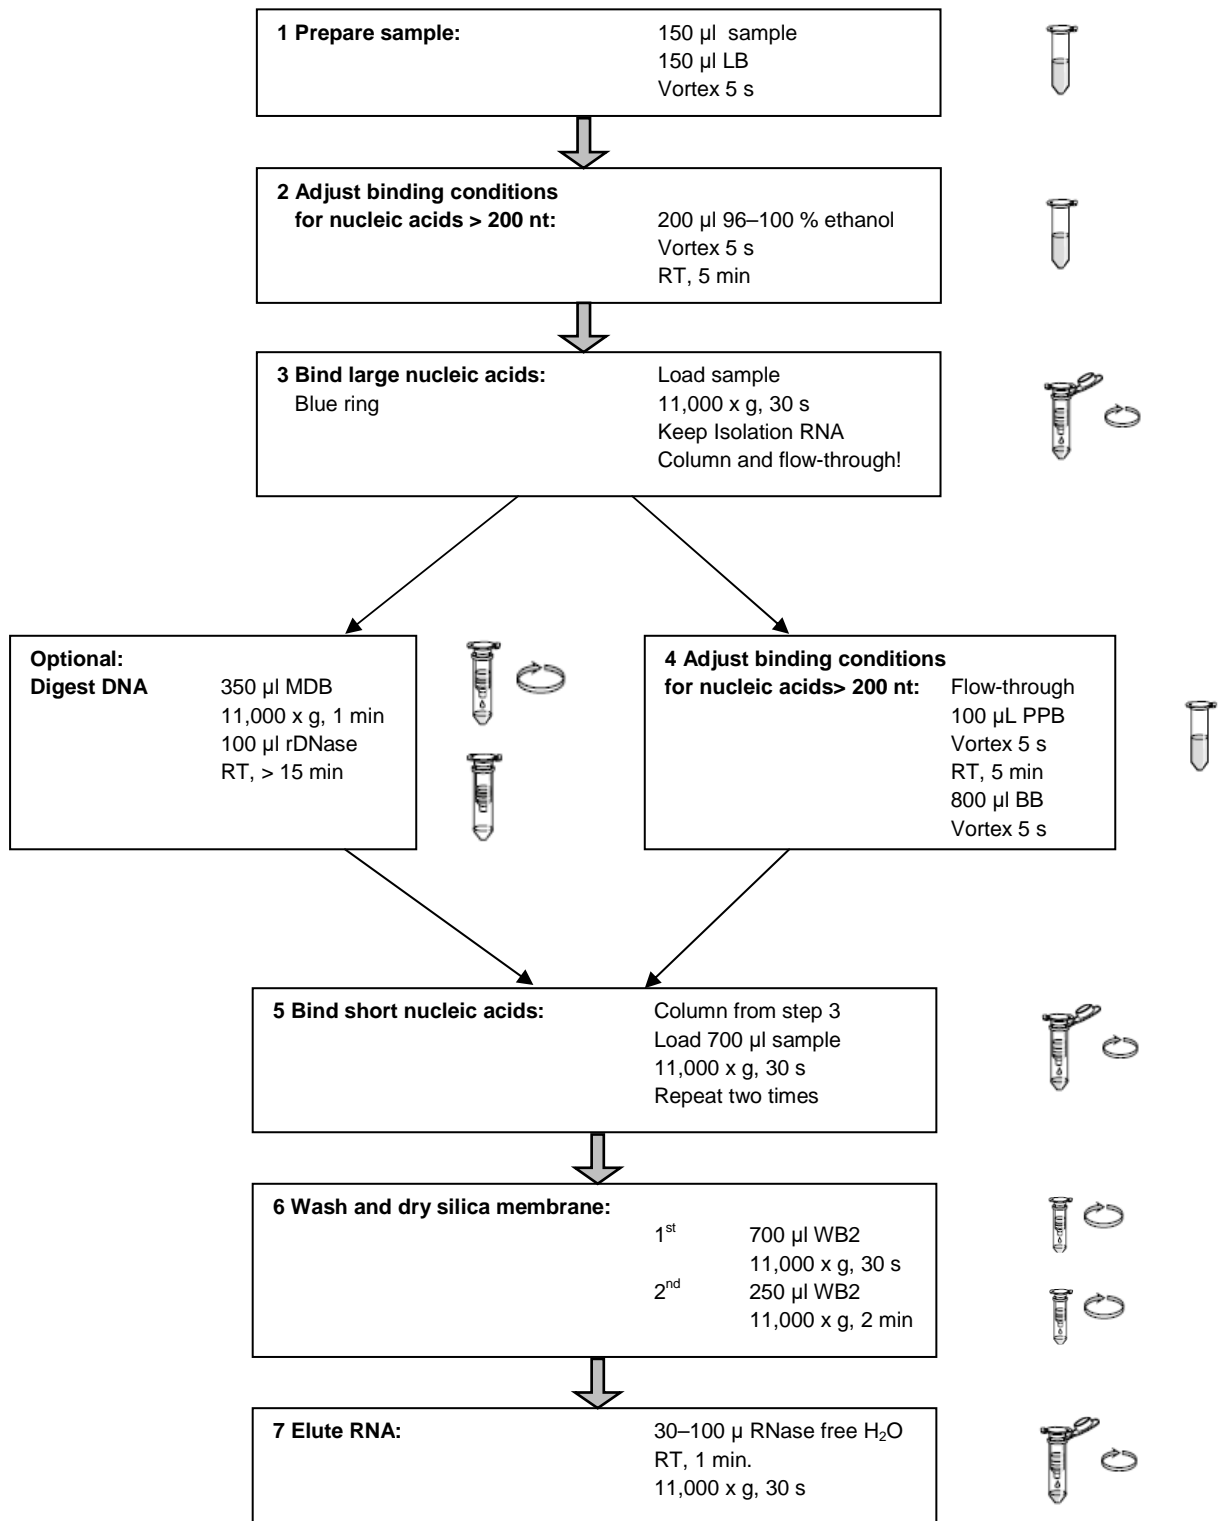 1 Prepare sample: 150 µl sample
150 µl LB
Vortex 5 s
2 Adjust binding conditions
for nucleic acids > 200 nt: 200 µl 96–100 % ethanol
Vortex 5 s
RT, 5 min
3 Bind large nucleic acids: Load sample
Blue ring 11,000 x g, 30 s
Keep Isolation RNA
Column and flow-through!
Optional:
Digest DNA 350 µl MDB
11,000 x g, 1 min
100 µl rDNase
RT, > 15 min
4 Adjust binding conditions
for nucleic acids> 200 nt: Flow-through
100 µL PPB
Vortex 5 s
RT, 5 min
800 µl BB
Vortex 5 s
5 Bind short nucleic acids: Column from step 3
Load 700 µl sample
11,000 x g, 30 s
Repeat two times
6 Wash and dry silica membrane:
1st 700 µl WB2
11,000 x g, 30 s
2nd 250 µl WB2
11,000 x g, 2 min
7 Elute RNA: 30–100 µ RNase free H₂O
RT, 1 min.
11,000 x g, 30 s